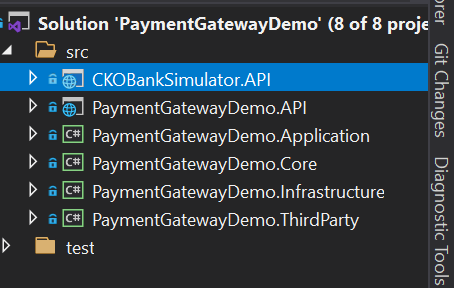 Solution 'PaymentGatewayDemo' (8 of 8 proje
src
CKOBankSimulator.API
PaymentGatewayDemo.API
C# PaymentGatewayDemo.Application
C# PaymentGatewayDemo.Core
C# PaymentGatewayDemo.Infrastructure
C# PaymentGatewayDemo.ThirdParty
test
orer
Git Changes
Diagnostic Tools